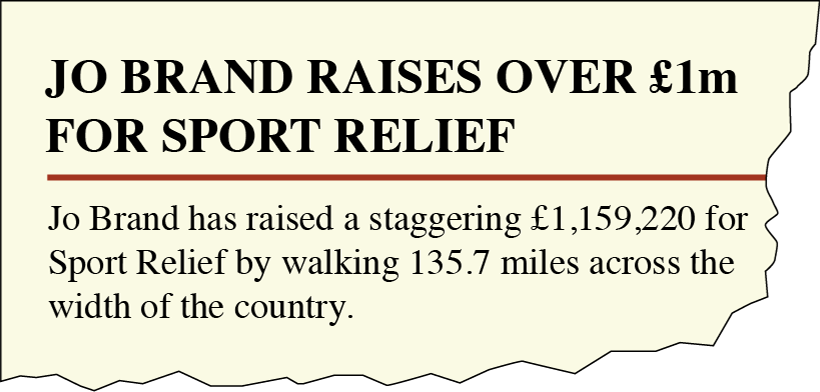 JO BRAND RAISES OVER £1m
FOR SPORT RELIEF
Jo Brand has raised a staggering £1,159,220 for
Sport Relief by walking 135.7 miles across the
width of the country.